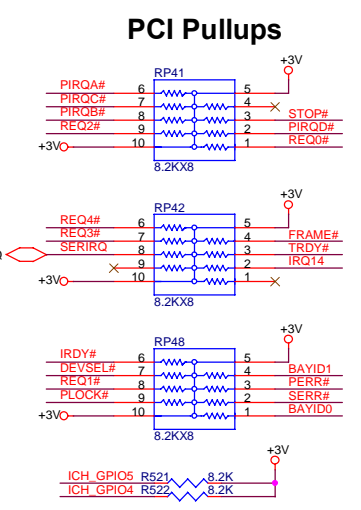 PCI Pullups
+3V
RP41
PIRQA# 6 5
PIRQC# 7 4
PIRQB# 8 3 STOP#
REQ2# 9 2 PIRQD#
+3V 10 1 REQ0#
8.2KX8
+3V
RP42
REQ4# 6 5
REQ3# 7 4 FRAME#
SERIRQ 8 3 TRDY#
9 2 IRQ14
+3V 10 1
8.2KX8
+3V
RP48
IRDY# 6 5
DEVSEL# 7 4 BAYID1
REQ1# 8 3 PERR#
PLOCK# 9 2 SERR#
+3V 10 1 BAYID0
8.2KX8
+3V
ICH_GPIO5 R521 8.2K
ICH_GPIO4 R522 8.2K